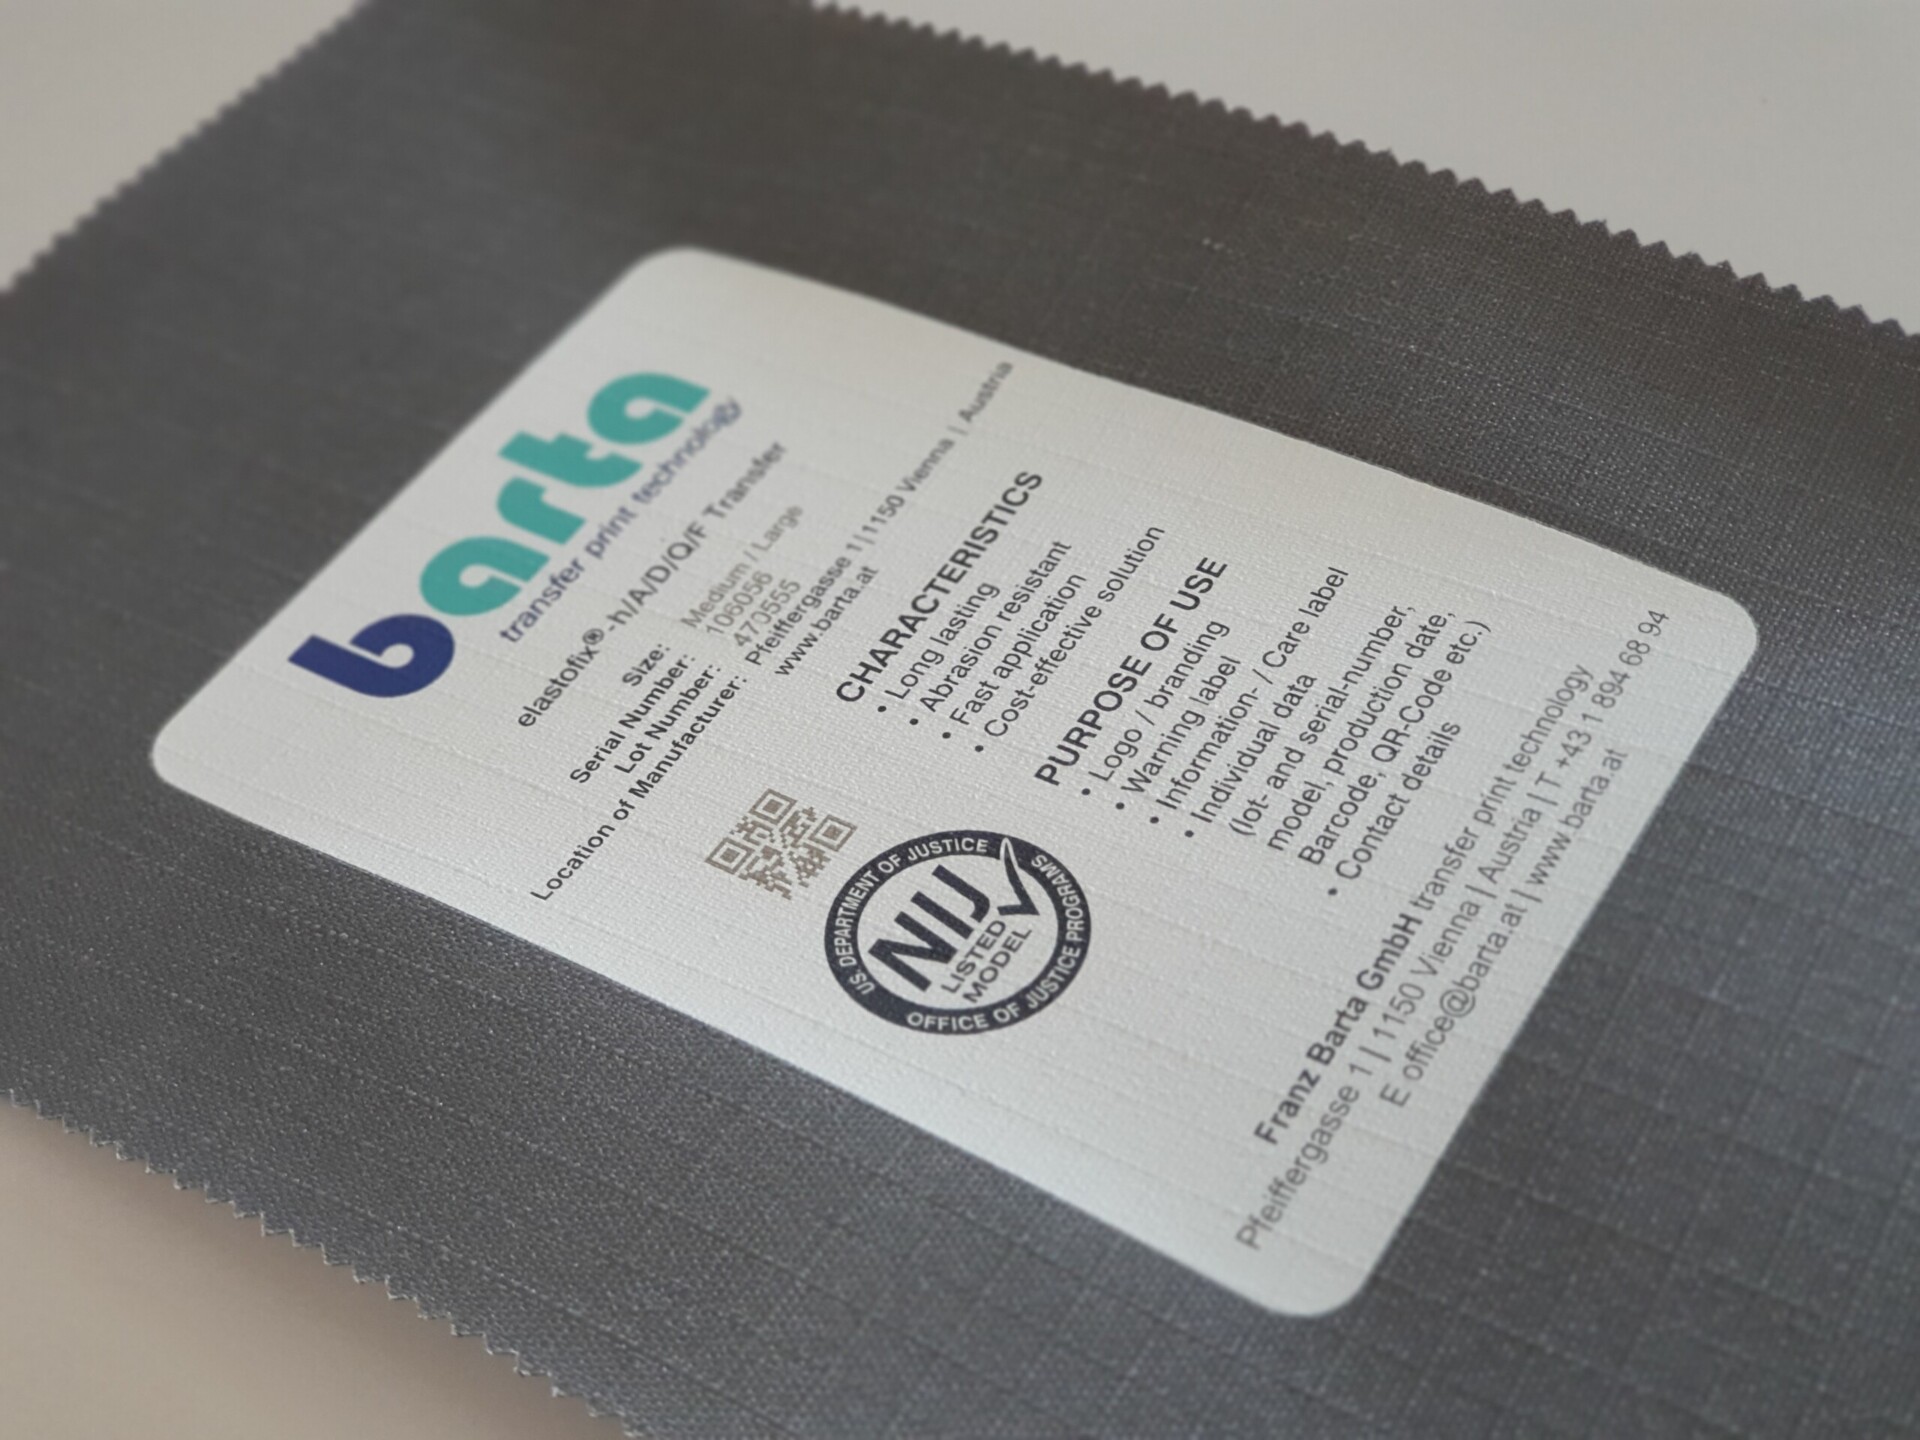 barta
transfer print technology
elastofix®-h/A/D/Q/F Transfer
Size: Medium / Large
Serial Number: 106056
Lot Number: 470555
Location of Manufacturer: Pfeiffergasse 1 | 1150 Vienna | Austria
www.barta.at
CHARACTERISTICS
• Long lasting
• Abrasion resistant
• Fast application
• Cost-effective solution
PURPOSE OF USE
• Logo / branding
• Warning label
• Information- / Care label
• Individual data
(lot- and serial-number,
model, production date,
Barcode, QR-Code etc.)
• Contact details
U.S. DEPARTMENT OF JUSTICE
NIJ
LISTED
MODEL
OFFICE OF JUSTICE PROGRAMS
Franz Barta GmbH transfer print technology
Pfeiffergasse 1 | 1150 Vienna | Austria | T +43 1 894 68 94
E office@barta.at | www.barta.at